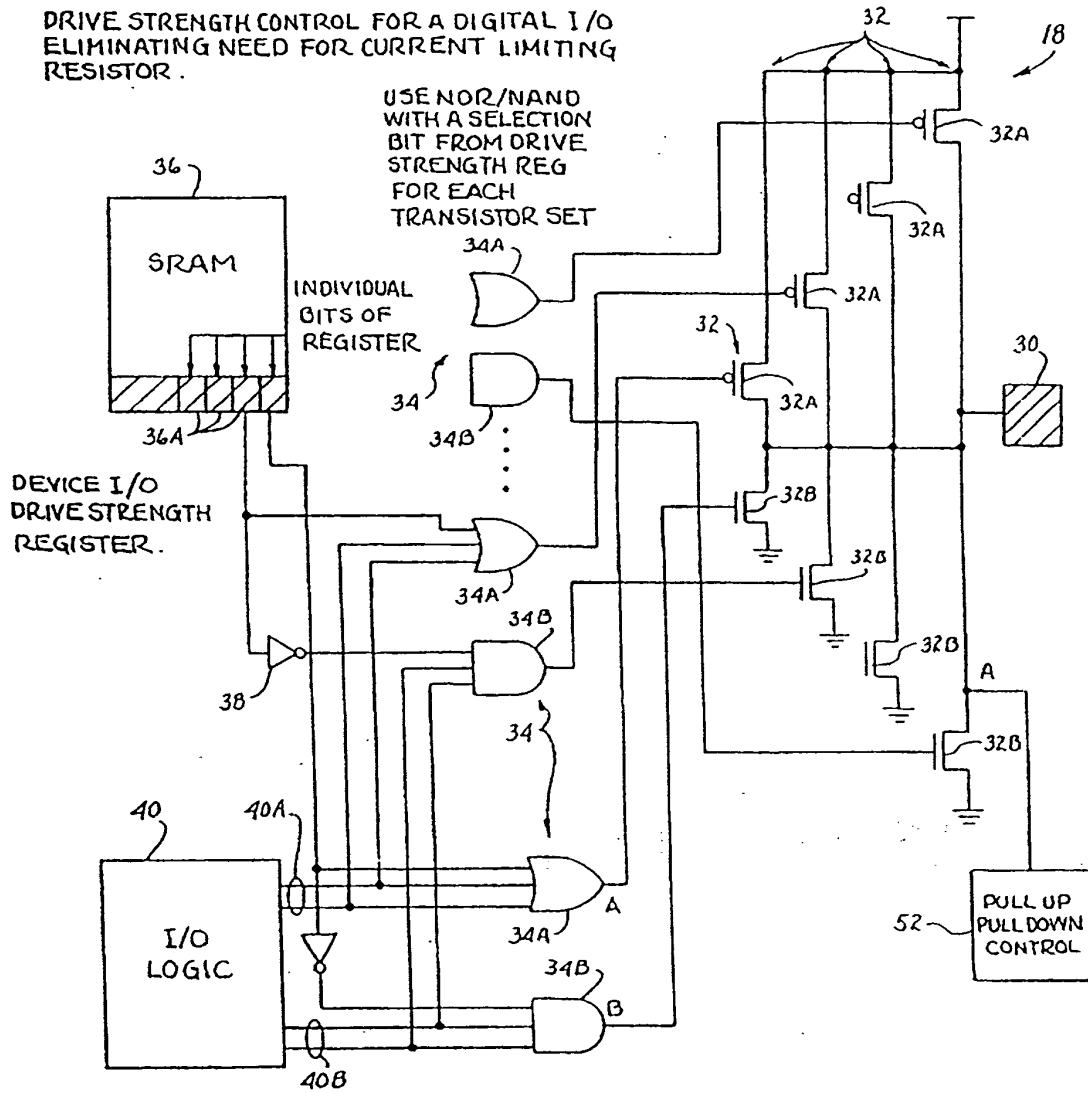 DRIVE STRENGTH CONTROL FOR A DIGITAL I/O
ELIMINATING NEED FOR CURRENT LIMITING
RESISTOR.
32
18
USE NOR/NAND
WITH A SELECTION
BIT FROM DRIVE
STRENGTH REG
FOR EACH
TRANSISTOR SET
32A
36
32A
34A
SRAM
INDIVIDUAL
BITS OF
REGISTER
32A
32
30
34
32A
36A
34B
DEVICE I/O
DRIVE STRENGTH
REGISTER.
32B
34A
32B
34B
32B
A
38
34
32B
40
40A
I/O
LOGIC
A
34A
52
PULL UP
PULL DOWN
CONTROL
34B
B
40B